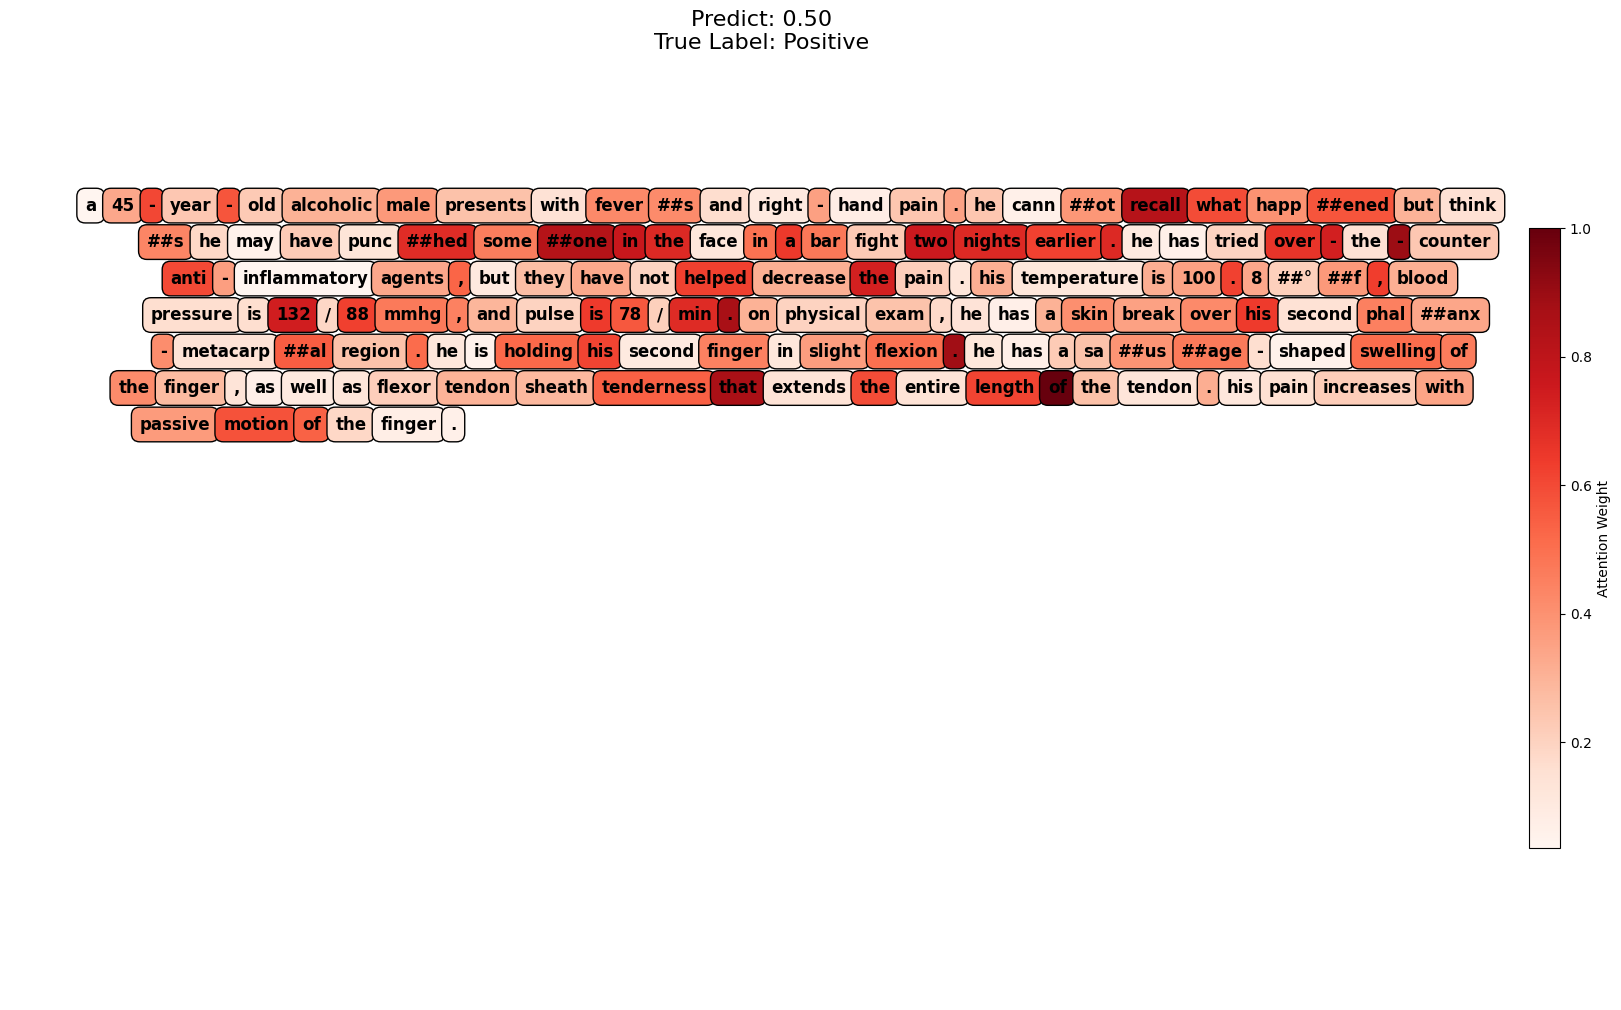 Predict: 0.50
True Label: Positive
a 45 - year - old alcoholic male presents with fever ##s and right - hand pain . he cann ##ot recall what happ ##ened but think
##s he may have punc ##hed some ##one in the face in a bar fight two nights earlier . he has tried over - the - counter
anti - inflammatory agents , but they have not helped decrease the pain . his temperature is 100 . 8 ##° ##f , blood
pressure is 132 / 88 mmhg , and pulse is 78 / min . on physical exam , he has a skin break over his second phal ##anx
- metacarp ##al region . he is holding his second finger in slight flexion . he has a sa ##us ##age - shaped swelling of
the finger , as well as flexor tendon sheath tenderness that extends the entire length of the tendon . his pain increases with
passive motion of the finger .
1.0
0.8
0.6
0.4
0.2
Attention Weight